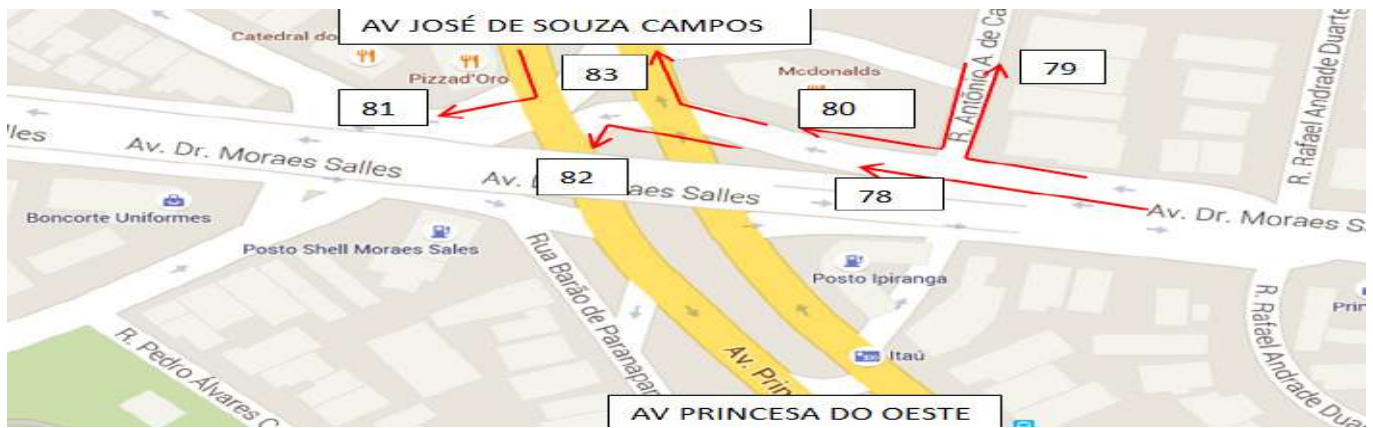 AV JOSÉ DE SOUZA CAMPOS
Catedral do
Pizzad'Oro
83
Mcdonalds
79
81
80
R. Antônio A. de Ca
R. Rafael Andrade Duarte
lles
Av. Dr. Moraes Salles
82
Av. D
aes Salles
78
Av. Dr. Moraes S
Boncorte Uniformes
Posto Shell Moraes Sales
Rua Barão de Paranapan
Posto Ipiranga
Prin
R. Pedro Álvares C
Av. Prin
Itaú
R. Rafael Andrade Dua
AV PRINCESA DO OESTE